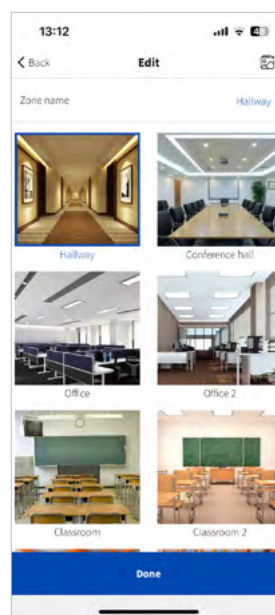 13:12
Back Edit
Zone name Hallway
Hallway Conference hall
Office Office 2
Classroom Classroom 2
Done